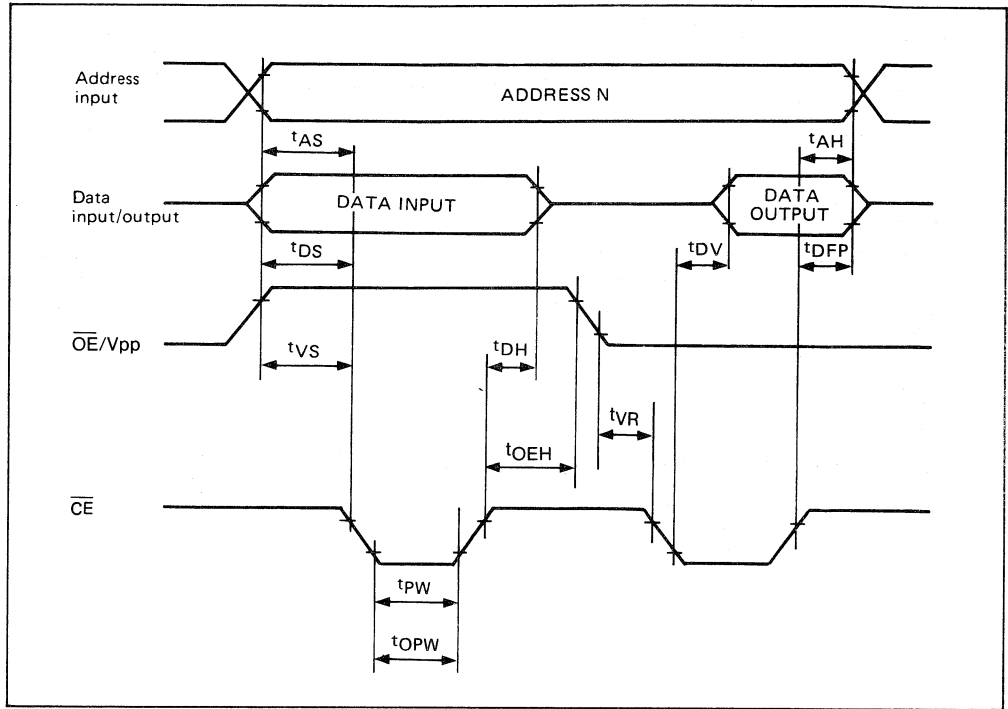 Address
input
ADDRESS N
tAS
tAH
Data
input/output
DATA INPUT
DATA
OUTPUT
tDS
tDV
tDFP
OE/Vpp
tVS
tDH
tVR
tOEH
CE
tPW
tOPW